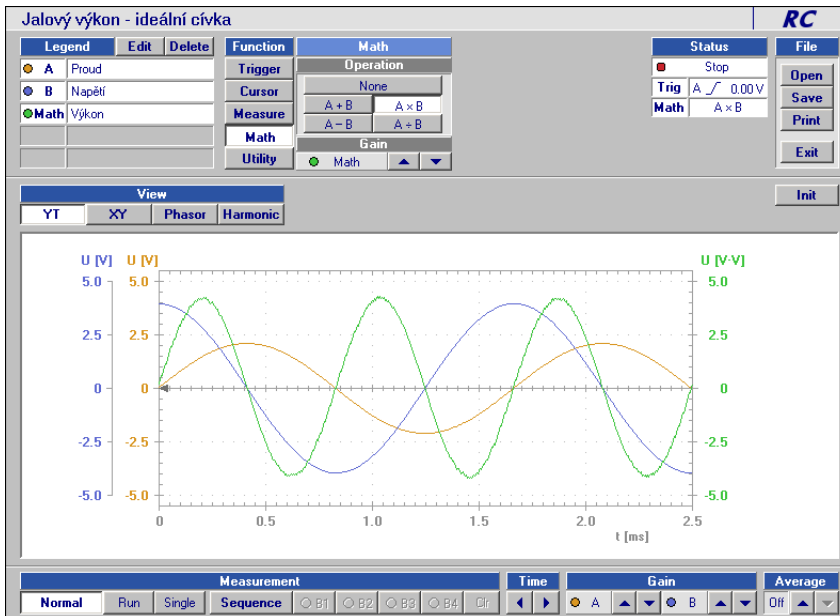 Jalový výkon - ideální cívka RC
Legend Edit Delete Function Math Status File
A Proud Trigger Operation Stop Open
B Napětí Cursor None Trig A 0.00 V Save
Math Výkon Measure A + B A × B Math A × B Print
Math A − B A ÷ B
Utility Gain Exit
Math
View Init
YT XY Phasor Harmonic
U [V] U [V] U [V·V]
5.0 5.0 5.0
2.5 2.5 2.5
0 0 0
-2.5 -2.5 -2.5
-5.0 -5.0 -5.0
0 0.5 1.0 1.5 2.0 2.5
t [ms]
Measurement Time Gain Average
Normal Run Single Sequence B1 B2 B3 B4 Clr A B Off